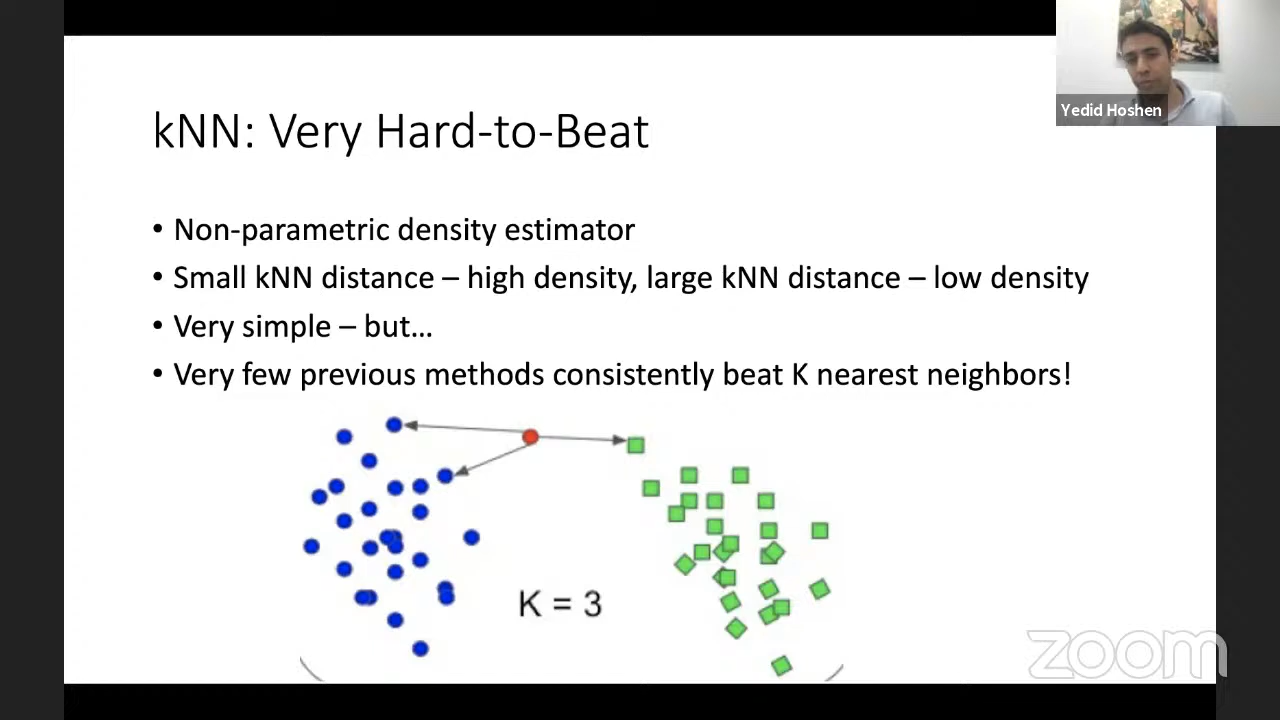 Yedid Hoshen
kNN: Very Hard-to-Beat
• Non-parametric density estimator
• Small kNN distance – high density, large kNN distance – low density
• Very simple – but…
• Very few previous methods consistently beat K nearest neighbors!
K = 3
zoom